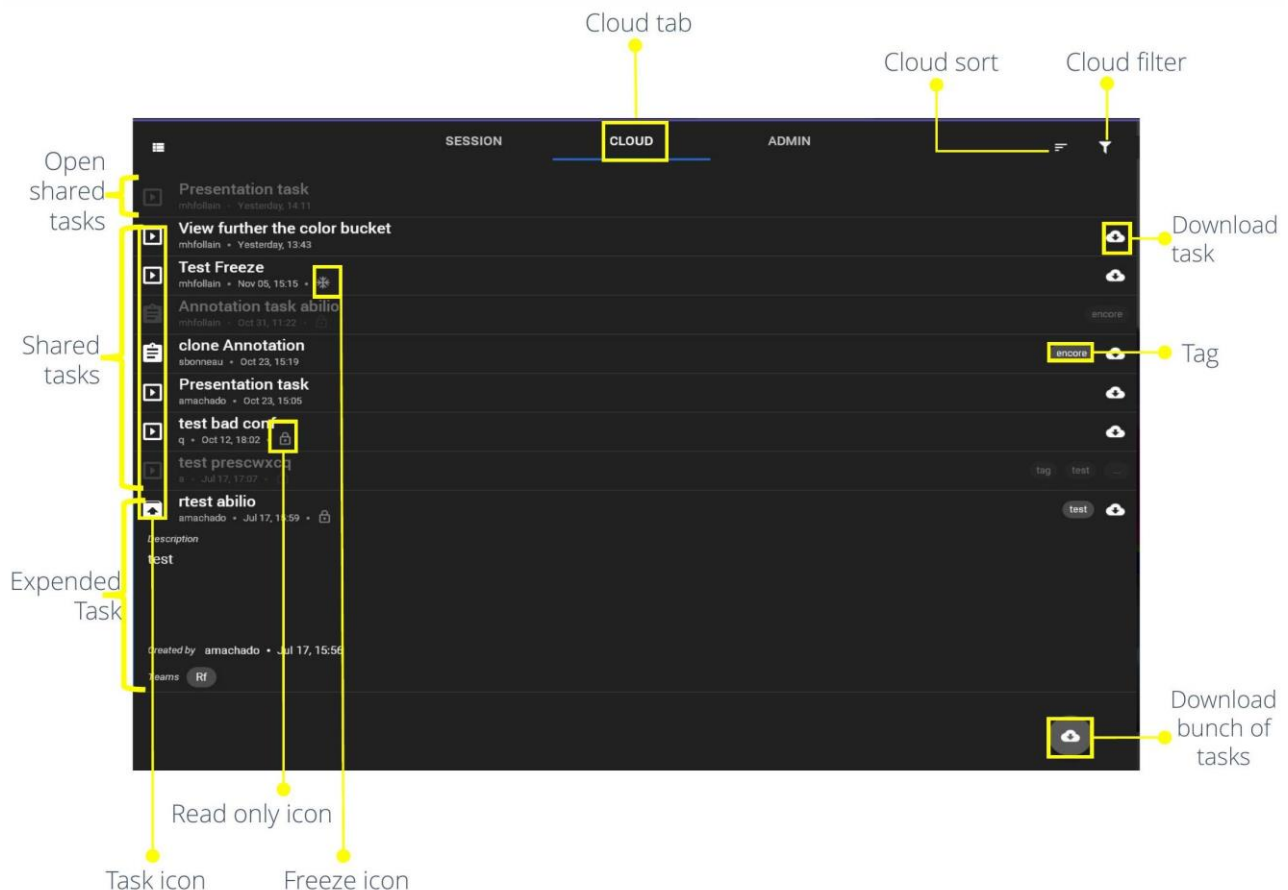 Cloud tab
Cloud sort
Cloud filter
SESSION
CLOUD
ADMIN
Open
shared
tasks
Presentation task
mhfollain - Yesterday, 14:11
View further the color bucket
mhfollain • Yesterday, 13:43
Download
task
Test Freeze
mhfollain • Nov 05, 15:15 •
Annotation task abilio
mhfollain - Oct 31, 11:22 -
encore
Shared
tasks
clone Annotation
sbonneau • Oct 23, 15:19
encore
Tag
Presentation task
amachado • Oct 23, 15:05
test bad conf
q • Oct 12, 18:02 •
test prescwxcq
a - Jul 17, 17:07 -
tag
test
...
rtest abilio
amachado • Jul 17, 15:59 •
test
Expended
Task
Description
test
Created by amachado • Jul 17, 15:56
Teams Rf
Download
bunch of
tasks
Read only icon
Task icon
Freeze icon